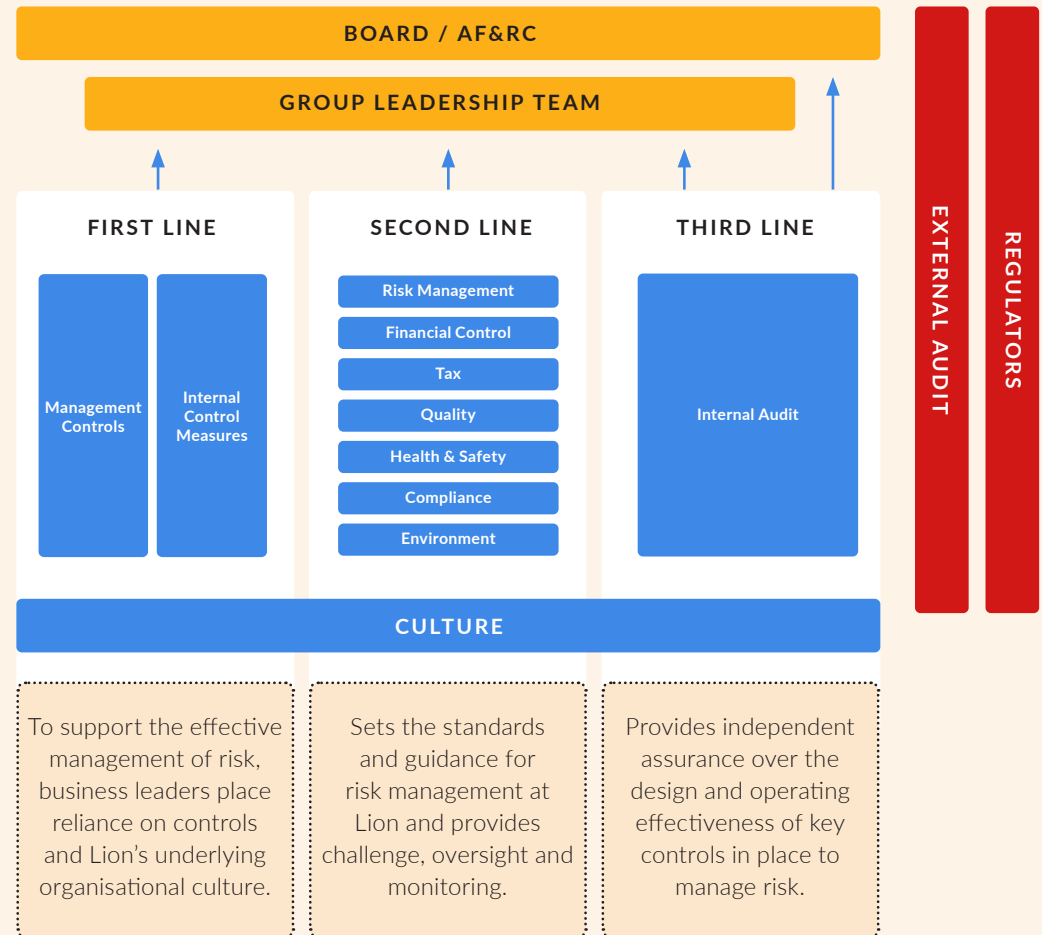 BOARD / AF&RC
GROUP LEADERSHIP TEAM
FIRST LINE
Management
Controls
Internal
Control
Measures
SECOND LINE
Risk Management
Financial Control
Tax
Quality
Health & Safety
Compliance
Environment
THIRD LINE
Internal Audit
CULTURE
To support the effective
management of risk,
business leaders place
reliance on controls
and Lion’s underlying
organisational culture.
Sets the standards
and guidance for
risk management at
Lion and provides
challenge, oversight and
monitoring.
Provides independent
assurance over the
design and operating
effectiveness of key
controls in place to
manage risk.
EXTERNAL AUDIT
REGULATORS